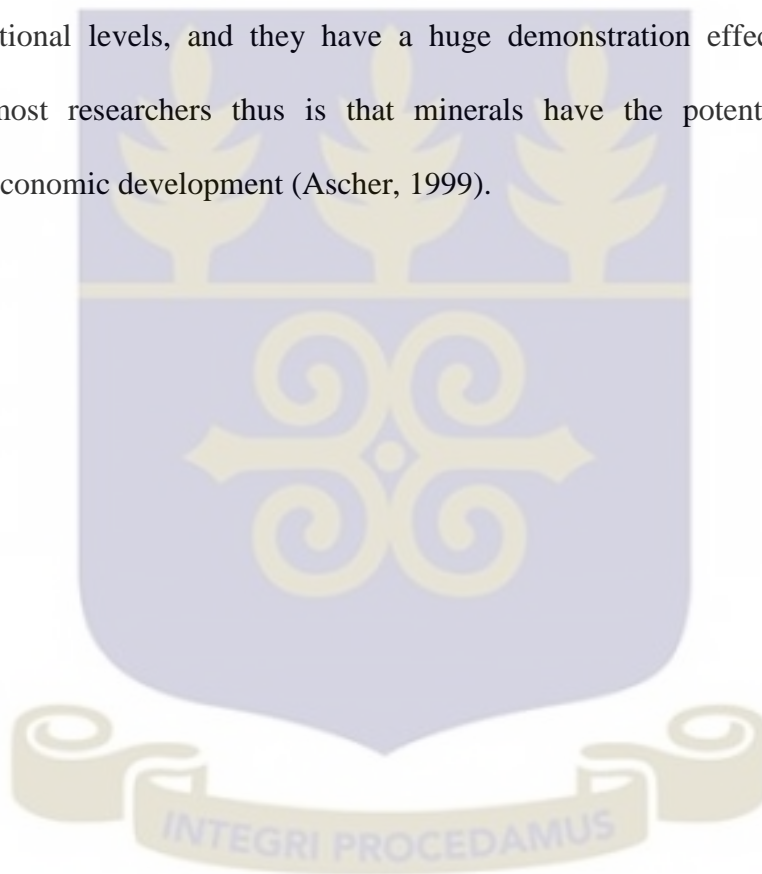 tional levels, and they have a huge demonstration effec
most researchers thus is that minerals have the potent
conomic development (Ascher, 1999).
INTEGRI PROCEDAMUS